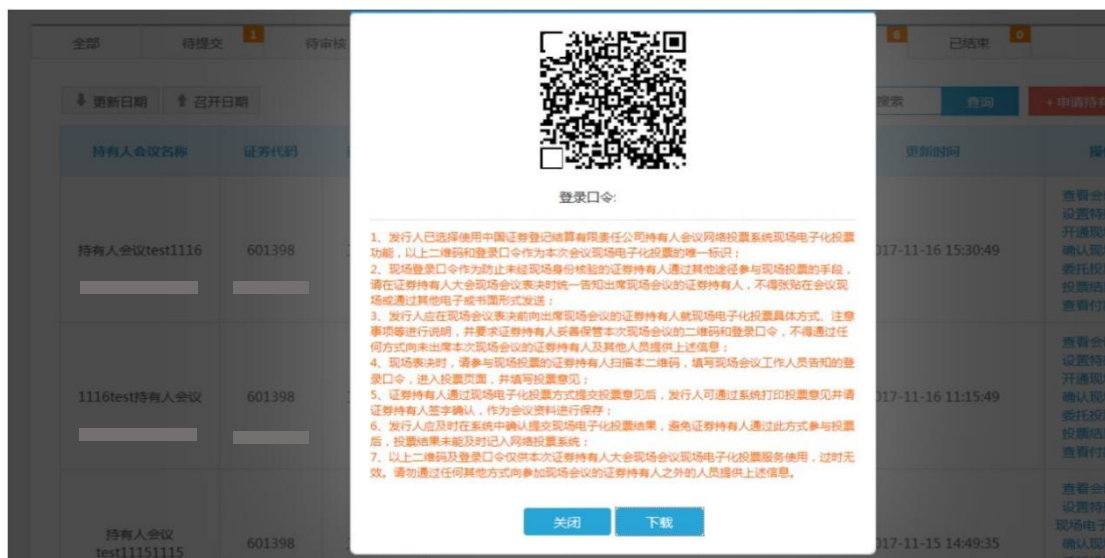 全部
待提交
1
待审核
6
已结束
0
更新日期
召开日期
搜索
查询
+ 申请持有
持有人会议名称
证券代码
更新时间
操作
登录口令:
1、发行人已选择使用中国证券登记结算有限责任公司持有人会议网络投票系统现场电子化投票
功能，以上二维码和登录口令作为本次会议现场电子化投票的唯一标识；
2、现场登录口令作为防止未经现场身份核验的证券持有人通过其他途径参与现场投票的手段，
请在证券持有人大会现场会议表决时统一告知出席现场会议的证券持有人，不得张贴在会议现
场或通过其他电子或书面形式发送；
3、发行人应在现场会议表决前向出席现场会议的证券持有人就现场电子化投票具体方式、注意
事项等进行说明，并要求证券持有人妥善保管本次现场会议的二维码和登录口令，不得通过任
何方式向未出席本次现场会议的证券持有人及其他人员提供上述信息；
4、现场表决时，请参与现场投票的证券持有人扫描本二维码，填写现场会议工作人员告知的登
录口令，进入投票页面，并填写投票意见；
5、证券持有人通过现场电子化投票方式提交投票意见后，发行人可通过系统打印投票意见并请
证券持有人签字确认，作为会议资料进行保存；
6、发行人应及时在系统中确认提交现场电子化投票结果，避免证券持有人通过此方式参与投票
后，投票结果未能及时记入网络投票系统；
7、以上二维码及登录口令仅供本次证券持有人大会现场会议现场电子化投票服务使用，过时无
效。请勿通过任何其他方式向参加现场会议的证券持有人之外的人员提供上述信息。
关闭
下载
持有人会议test1116
601398
017-11-16 15:30:49
查看会
设置特
开通现
确认现
委托投
投票结
查看付
1116test持有人会议
601398
017-11-16 11:15:49
查看会
设置特
开通现
确认现
委托投
投票结
查看付
持有人会议
test11151115
601398
017-11-15 14:49:35
查看会
设置特
现场电子
确认现